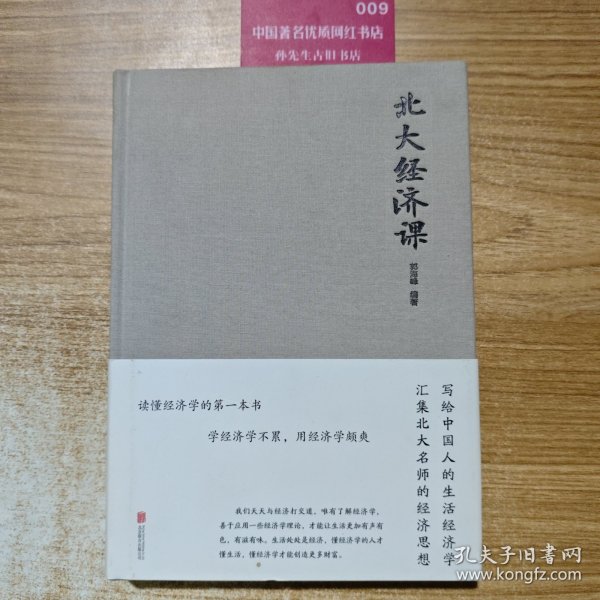 009
中国著名优质网红书店
孙先生古旧书店
北大经济课
郭海峰 编著
写给中国人的生活经济学
汇集北大名师的经济思想
读懂经济学的第一本书
学经济学不累，用经济学颇爽
我们天天与经济打交道，唯有了解经济学，
善于应用一些经济学理论，才能让生活更加有声有
色，有滋有味。生活处处是经济，懂经济学的人才
懂生活，懂经济学才能创造更多财富。
孔夫子旧书网
www.kongfz.com